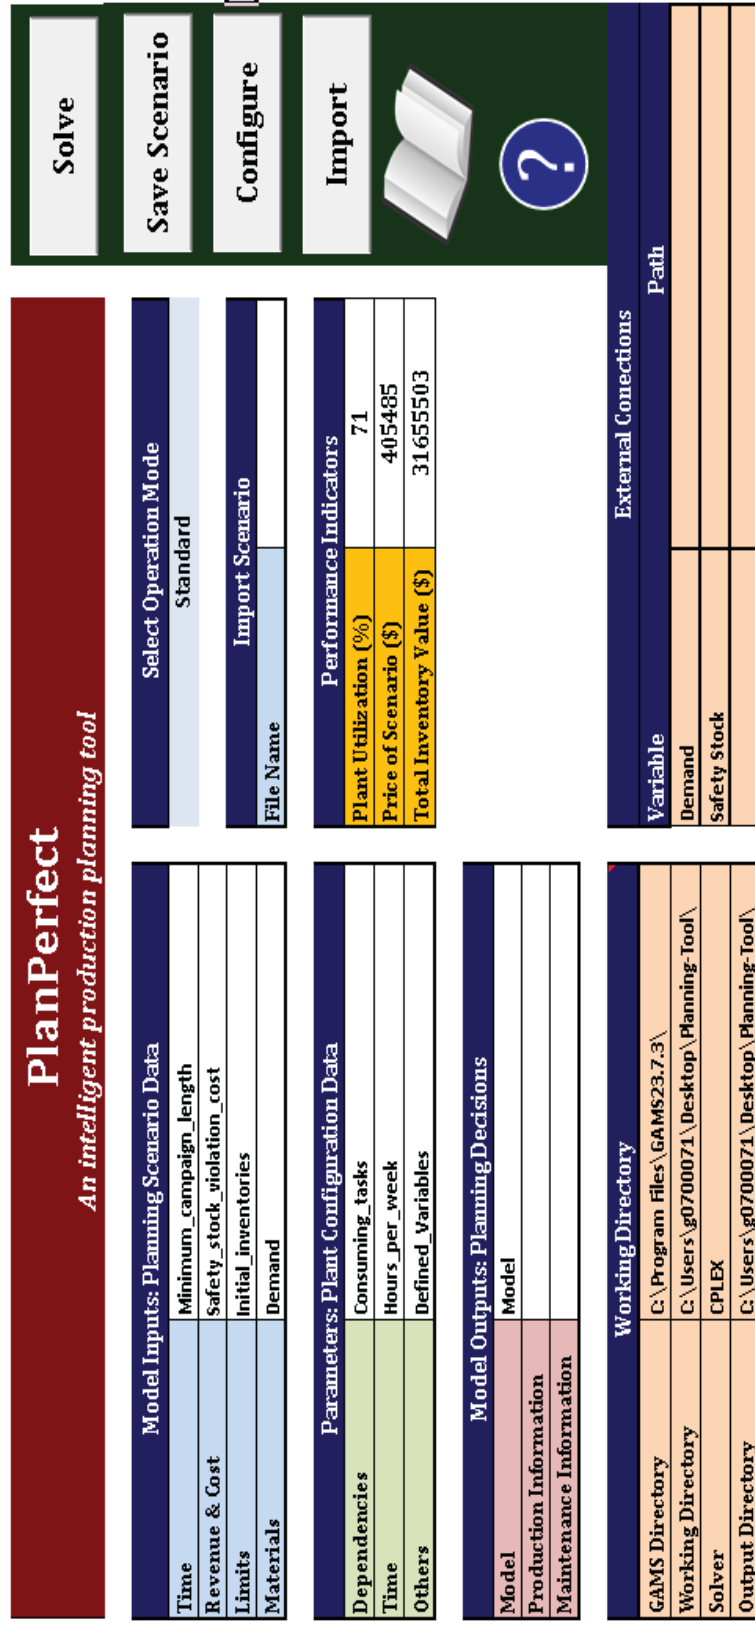 PlanPerfect
An intelligent production planning tool
Solve
Save Scenario
Configure
Import
?
Model Inputs: Planning Scenario Data
Time Minimum_campaign_length
Revenue & Cost Safety_stock_violation_cost
Limits Initial_inventories
Materials Demand
Select Operation Mode
Standard
Import Scenario
File Name
Parameters: Plant Configuration Data
Dependencies Consuming_tasks
Time Hours_per_week
Others Defined_Variables
Performance Indicators
Plant Utilization (%) 71
Price of Scenario ($) 405485
Total Inventory Value ($) 31655503
Model Outputs: Planning Decisions
Model Model
Production Information
Maintenance Information
Working Directory
GAMS Directory C:\Program Files\GAMS23.7.3\
Working Directory C:\Users\g0700071\Desktop\Planning-Tool\
Solver CPLEX
Output Directory C:\Users\g0700071\Desktop\Planning-Tool\
External Conections
Variable Path
Demand
Safety Stock